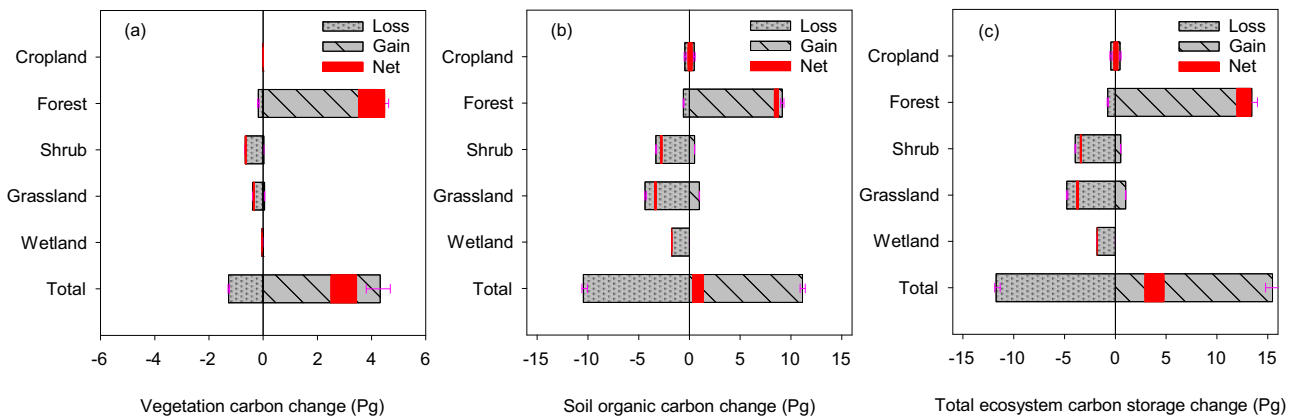 (a)
Loss
Gain
Net
Cropland
Forest
Shrub
Grassland
Wetland
Total
-6 -4 -2 0 2 4 6
Vegetation carbon change (Pg)
(b)
Loss
Gain
Net
Cropland
Forest
Shrub
Grassland
Wetland
Total
-15 -10 -5 0 5 10 15
Soil organic carbon change (Pg)
(c)
Loss
Gain
Net
Cropland
Forest
Shrub
Grassland
Wetland
Total
-15 -10 -5 0 5 10 15
Total ecosystem carbon storage change (Pg)